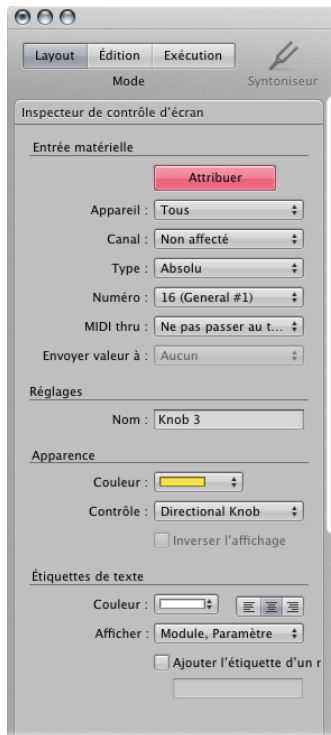 Layout Édition Exécution
Mode Syntoniseur
Inspecteur de contrôle d'écran
Entrée matérielle
Attribuer
Appareil : Tous
Canal : Non affecté
Type : Absolu
Numéro : 16 (General #1)
MIDI thru : Ne pas passer au t...
Envoyer valeur à : Aucun
Réglages
Nom : Knob 3
Apparence
Couleur :
Contrôle : Directional Knob
Inverser l'affichage
Étiquettes de texte
Couleur :
Afficher : Module, Paramètre
Ajouter l'étiquette d'un r